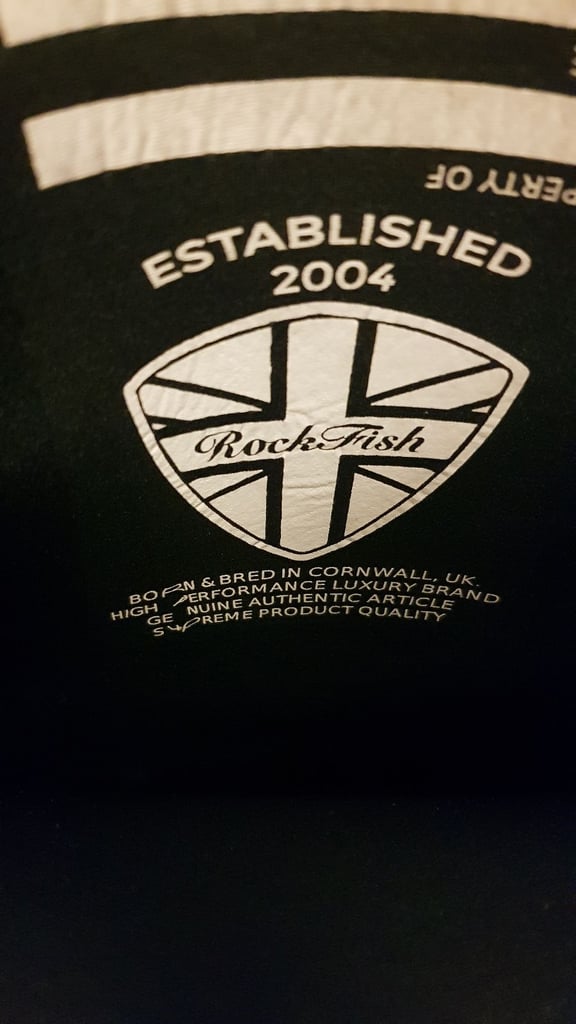 PERTY OF
ESTABLISHED
2004
RockFish
BORN & BRED IN CORNWALL, UK.
HIGH PERFORMANCE LUXURY BRAND
GENUINE AUTHENTIC ARTICLE
SUPREME PRODUCT QUALITY